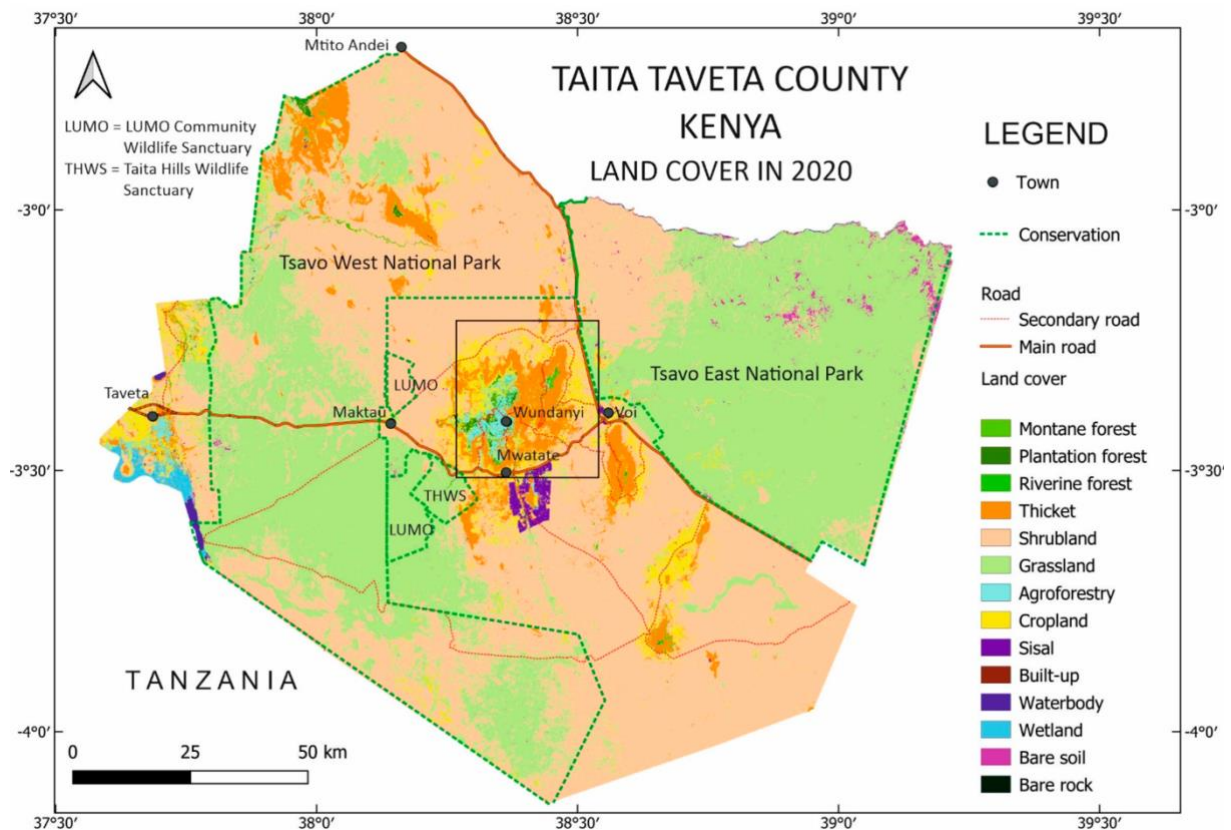 37°30′ 38°0′ 38°30′ 39°0′ 39°30′
Mtito Andei
TAITA TAVETA COUNTY
KENYA
LAND COVER IN 2020
LUMO = LUMO Community
Wildlife Sanctuary
THWS = Taita Hills Wildlife
Sanctuary
LEGEND
Town
Conservation
Road
Secondary road
Main road
Land cover
Montane forest
Plantation forest
Riverine forest
Thicket
Shrubland
Grassland
Agroforestry
Cropland
Sisal
Built-up
Waterbody
Wetland
Bare soil
Bare rock
-3°0′ -3°0′
Tsavo West National Park
Tsavo East National Park
LUMO
Taveta
Maktau
Wundanyi
Voi
Mwatate
-3°30′ -3°30′
THWS
LUMO
TANZANIA
-4°0′ -4°0′
0 25 50 km
37°30′ 38°0′ 38°30′ 39°0′ 39°30′